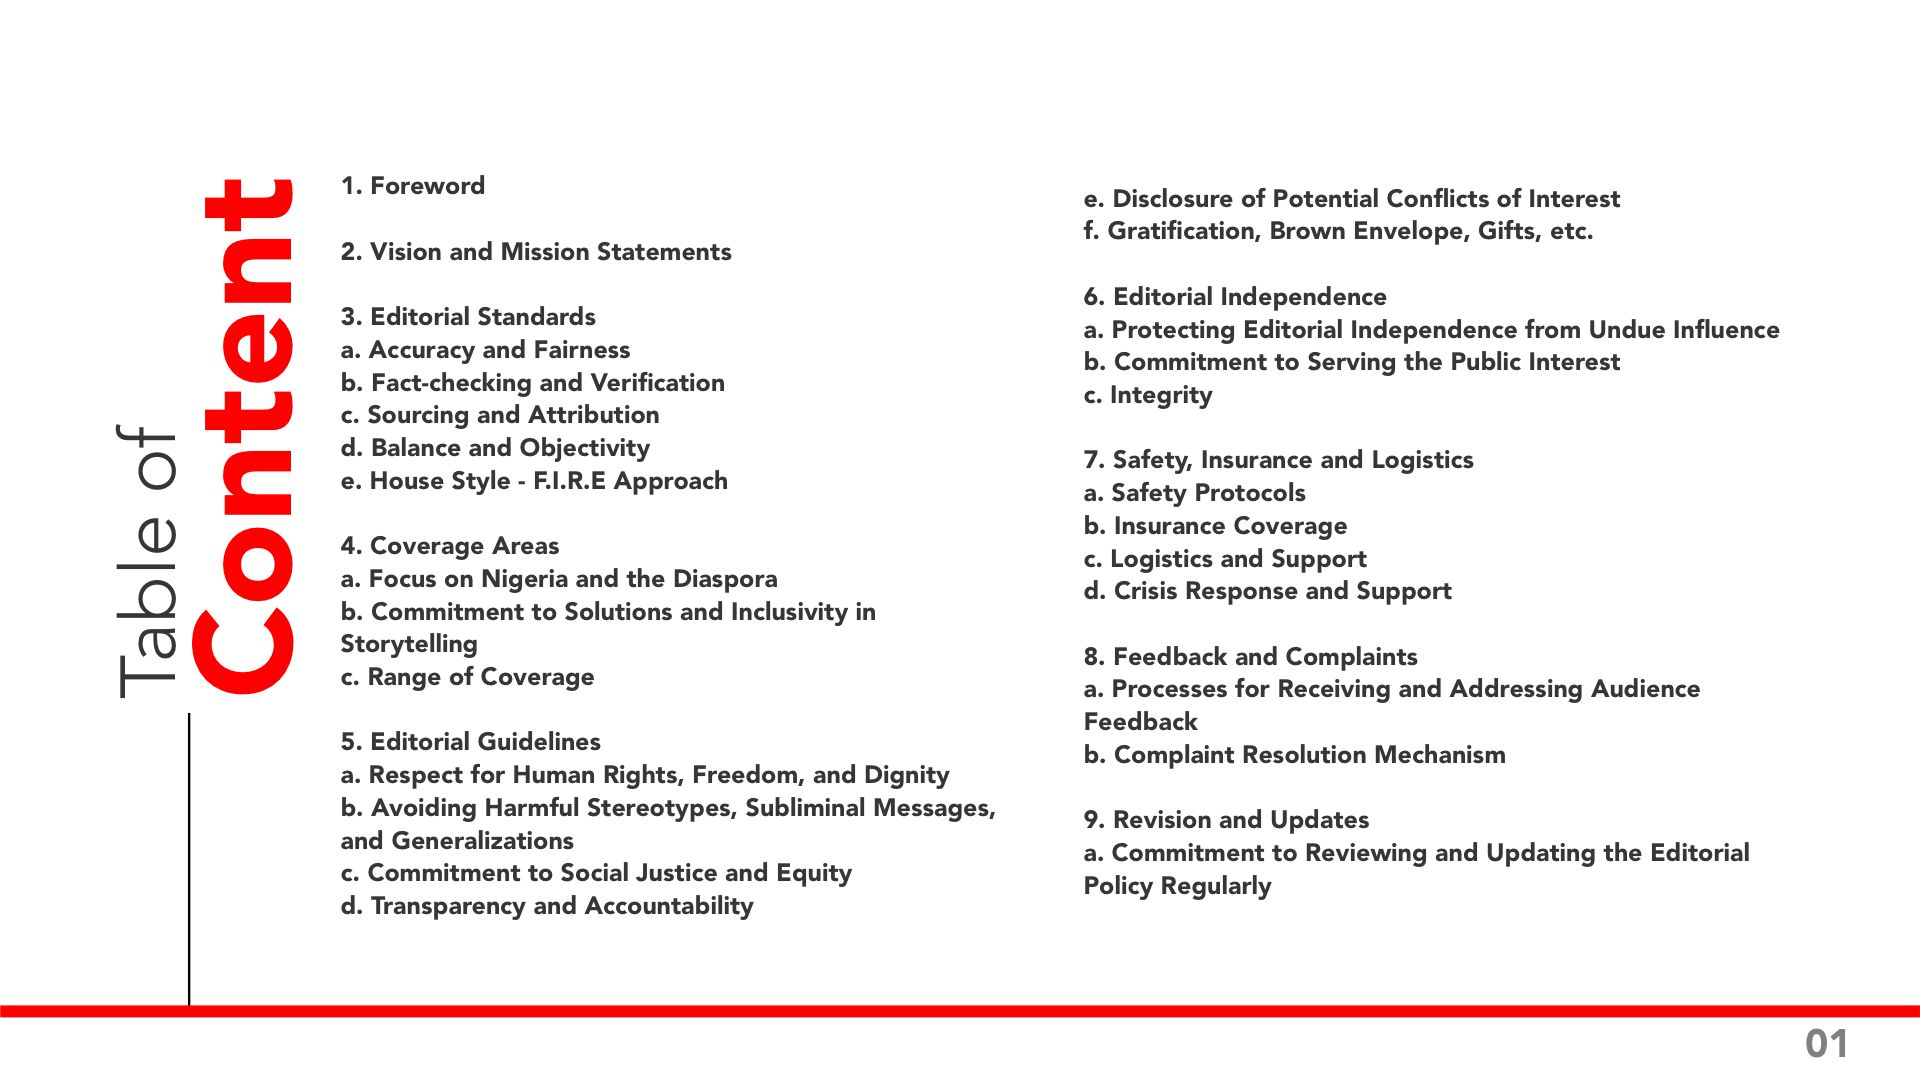 Table of
Content
1. Foreword
2. Vision and Mission Statements
3. Editorial Standards
a. Accuracy and Fairness
b. Fact-checking and Verification
c. Sourcing and Attribution
d. Balance and Objectivity
e. House Style - F.I.R.E Approach
4. Coverage Areas
a. Focus on Nigeria and the Diaspora
b. Commitment to Solutions and Inclusivity in
Storytelling
c. Range of Coverage
5. Editorial Guidelines
a. Respect for Human Rights, Freedom, and Dignity
b. Avoiding Harmful Stereotypes, Subliminal Messages,
and Generalizations
c. Commitment to Social Justice and Equity
d. Transparency and Accountability
e. Disclosure of Potential Conflicts of Interest
f. Gratification, Brown Envelope, Gifts, etc.
6. Editorial Independence
a. Protecting Editorial Independence from Undue Influence
b. Commitment to Serving the Public Interest
c. Integrity
7. Safety, Insurance and Logistics
a. Safety Protocols
b. Insurance Coverage
c. Logistics and Support
d. Crisis Response and Support
8. Feedback and Complaints
a. Processes for Receiving and Addressing Audience
Feedback
b. Complaint Resolution Mechanism
9. Revision and Updates
a. Commitment to Reviewing and Updating the Editorial
Policy Regularly
01